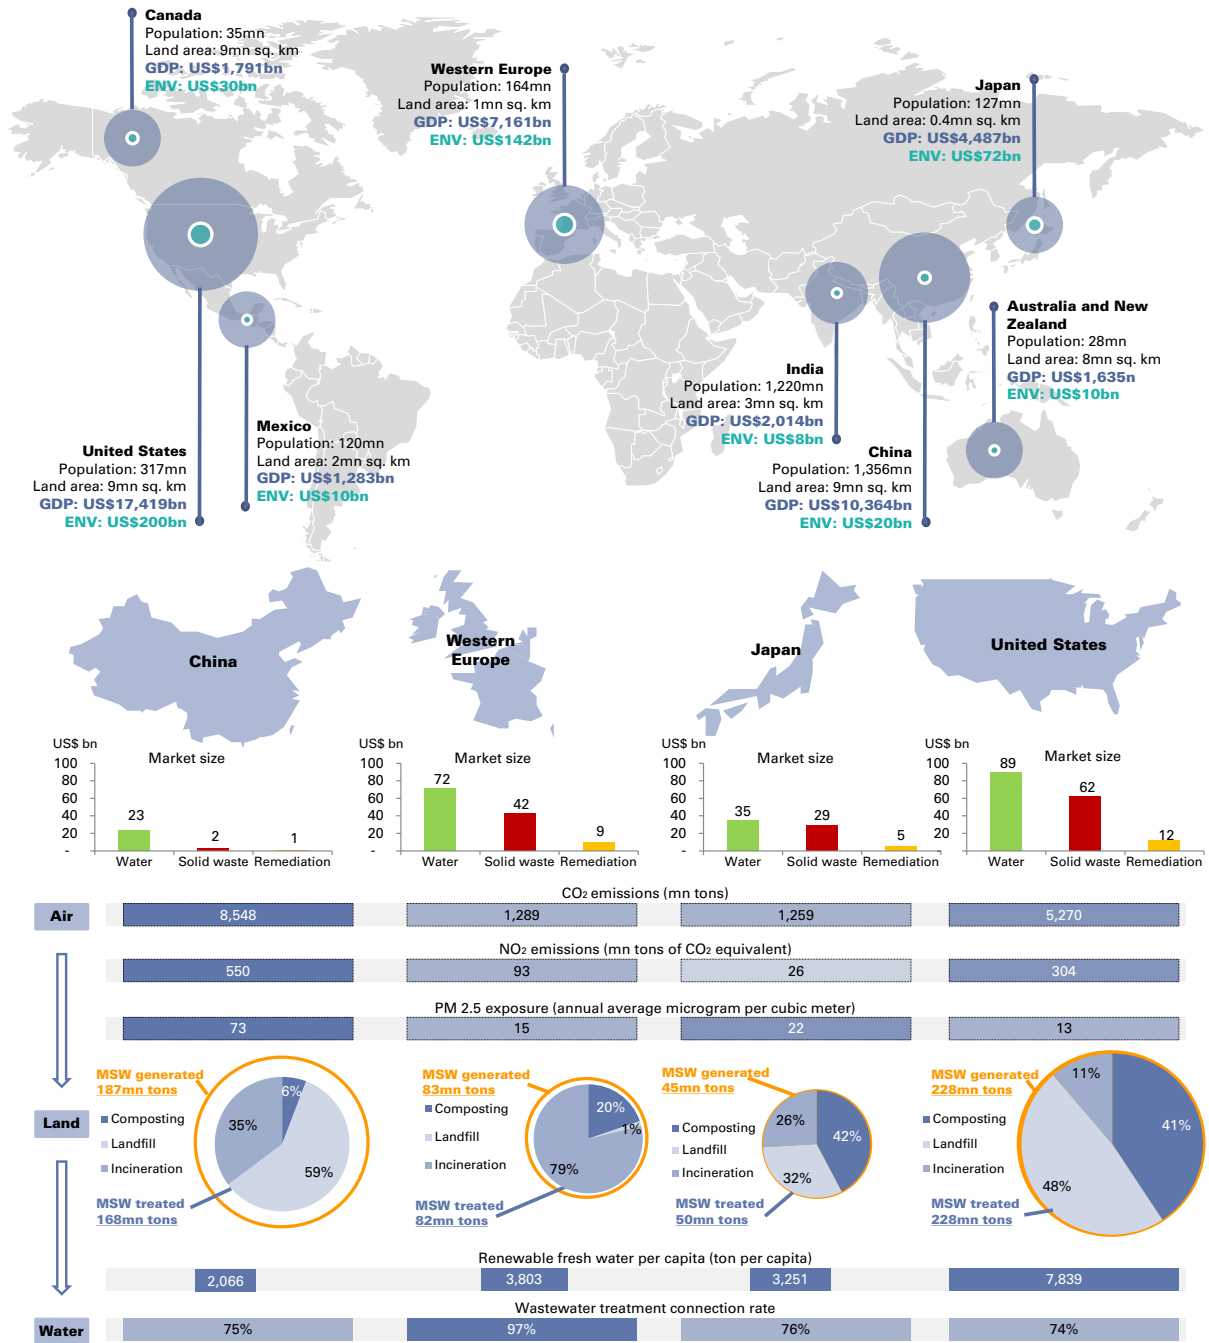 Canada
Population: 35mn
Land area: 9mn sq. km
GDP: US$1,791bn
ENV: US$30bn
Western Europe
Population: 164mn
Land area: 1mn sq. km
GDP: US$7,161bn
ENV: US$142bn
Japan
Population: 127mn
Land area: 0.4mn sq. km
GDP: US$4,487bn
ENV: US$72bn
Australia and New
Zealand
Population: 28mn
Land area: 8mn sq. km
GDP: US$1,635n
ENV: US$10bn
India
Population: 1,220mn
Land area: 3mn sq. km
GDP: US$2,014bn
ENV: US$8bn
Mexico
Population: 120mn
Land area: 2mn sq. km
GDP: US$1,283bn
ENV: US$10bn
United States
Population: 317mn
Land area: 9mn sq. km
GDP: US$17,419bn
ENV: US$200bn
China
Population: 1,356mn
Land area: 9mn sq. km
GDP: US$10,364bn
ENV: US$20bn
China
Western
Europe
Japan
United States
US$ bn
Market size
100
80
60
40
20
-
23
2
1
Water Solid waste Remediation
US$ bn
Market size
100
80
60
40
20
-
72
42
9
Water Solid waste Remediation
US$ bn
Market size
100
80
60
40
20
-
35
29
5
Water Solid waste Remediation
US$ bn
Market size
100
80
60
40
20
-
89
62
12
Water Solid waste Remediation
CO2 emissions (mn tons)
Air
8,548 1,289 1,259 5,270
NO2 emissions (mn tons of CO2 equivalent)
550 93 26 304
PM 2.5 exposure (annual average microgram per cubic meter)
73 15 22 13
Land
MSW generated
187mn tons
Composting
Landfill
Incineration
6%
35%
59%
MSW treated
168mn tons
MSW generated
83mn tons
Composting
Landfill
Incineration
20%
1%
79%
MSW treated
82mn tons
MSW generated
45mn tons
Composting
Landfill
Incineration
26%
42%
32%
MSW treated
50mn tons
MSW generated
228mn tons
Composting
Landfill
Incineration
11%
41%
48%
MSW treated
228mn tons
Renewable fresh water per capita (ton per capita)
2,066 3,803 3,251 7,839
Wastewater treatment connection rate
Water
75% 97% 76% 74%